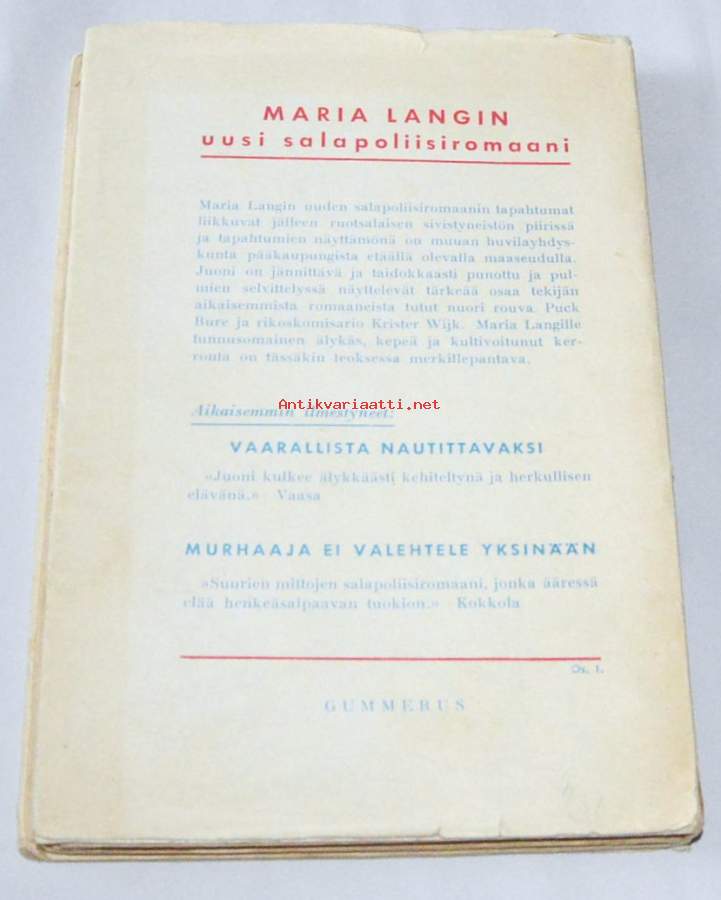 MARIA LANGIN
uusi salapoliisiromaani
Maria Langin uuden salapoliisiromaanin tapahtumat
liikkuvat jälleen ruotsalaisen sivistyneistön piirissä
ja tapahtumien näyttämönä on muuan huvilayhdys-
kunta pääkaupungista etäällä olevalla maaseudulla.
Juoni on jännittävä ja taidokkaasti punottu ja pul-
mien selvittelyssä näyttelevät tärkeää osaa tekijän
aikaisemmista romaaneista tutut nuori rouva Puck
Bure ja rikoskomisario Krister Wijk. Maria Langille
tunnusomainen älykäs, kepeä ja kultivoitunut ker-
ronta on tässäkin teoksessa merkillepantava.
Antikvariaatti.net
Aikaisemmin ilmestyneet:
VAARALLISTA NAUTITTAVAKSI
»Juoni kulkee älykkäästi kehiteltynä ja herkullisen
elävänä.» Vaasa
MURHAAJA EI VALEHTELE YKSINÄÄN
»Suurien mittojen salapoliisiromaani, jonka ääressä
elää henkeäsalpaavan tuokion.» Kokkola
GUMMERUS